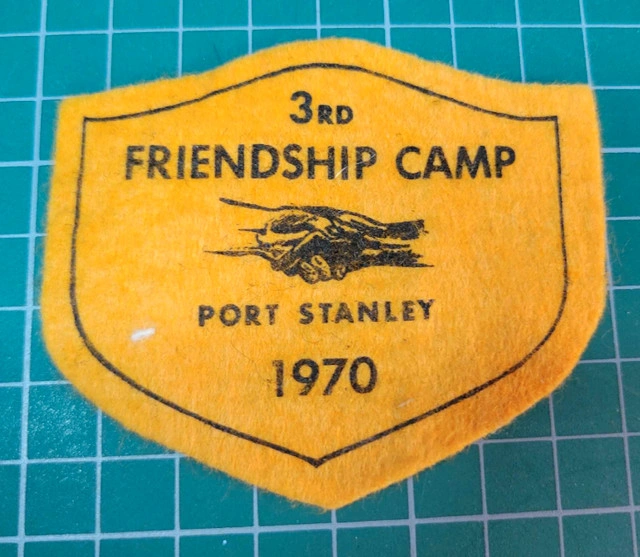 3RD
FRIENDSHIP CAMP
PORT STANLEY
1970